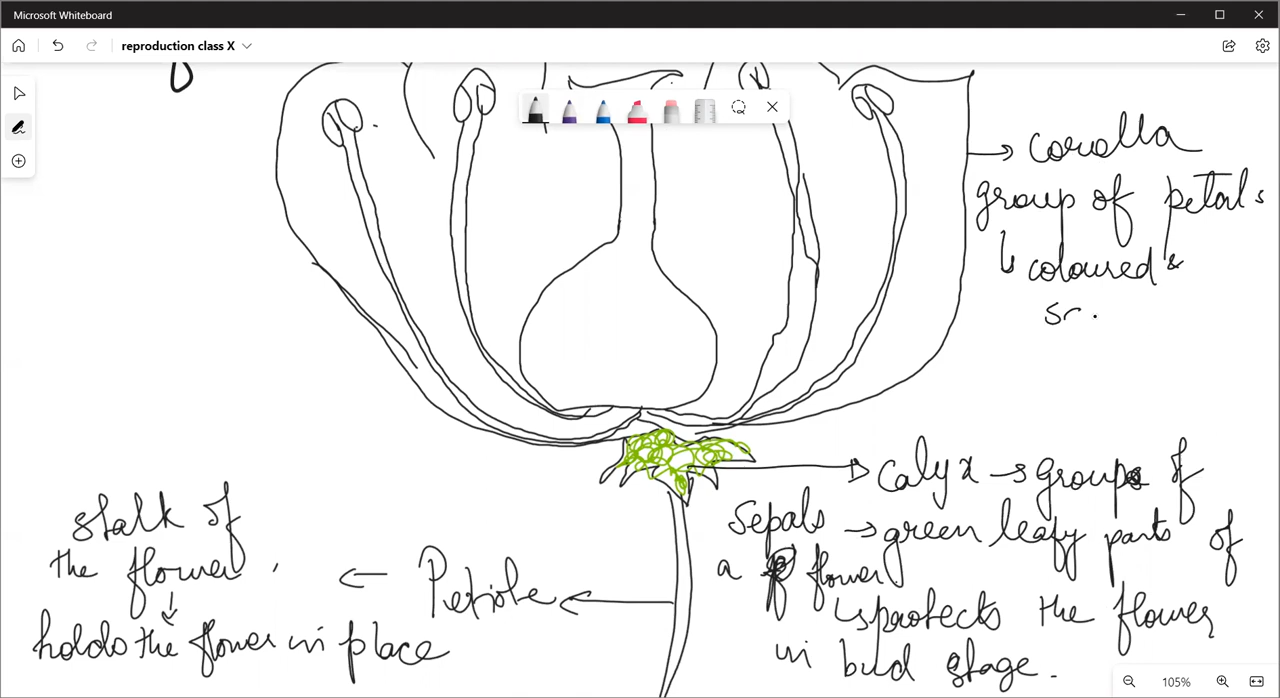 Microsoft Whiteboard
reproduction class X
→ corolla
group of petals
↳ coloured &
calyx → groups of
Sepals → green leafy parts of
a flower
↳ protects the flower
in bud stage.
Petiole
stalk of
the flower.
holds the flower in place
105%